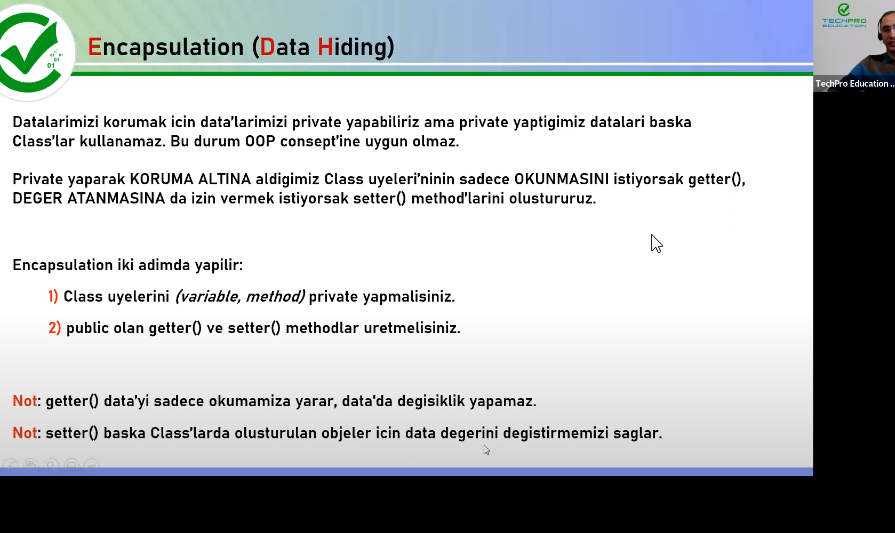 Encapsulation (Data Hiding)
TECHPRO
EDUCATION
TechPro Education ...
01
Datalarimizi korumak icin data'larimizi private yapabiliriz ama private yaptigimiz datalari baska
Class'lar kullanamaz. Bu durum OOP consept'ine uygun olmaz.
Private yaparak KORUMA ALTINA aldigimiz Class uyeleri'ninin sadece OKUNMASINI istiyorsak getter(),
DEGER ATANMASINA da izin vermek istiyorsak setter() method'larini olustururuz.
Encapsulation iki adimda yapilir:
1) Class uyelerini (variable, method) private yapmalisiniz.
2) public olan getter() ve setter() methodlar uretmelisiniz.
Not: getter() data'yi sadece okumamiza yarar, data'da degisiklik yapamaz.
Not: setter() baska Class'larda olusturulan objeler icin data degerini degistirmemizi saglar.